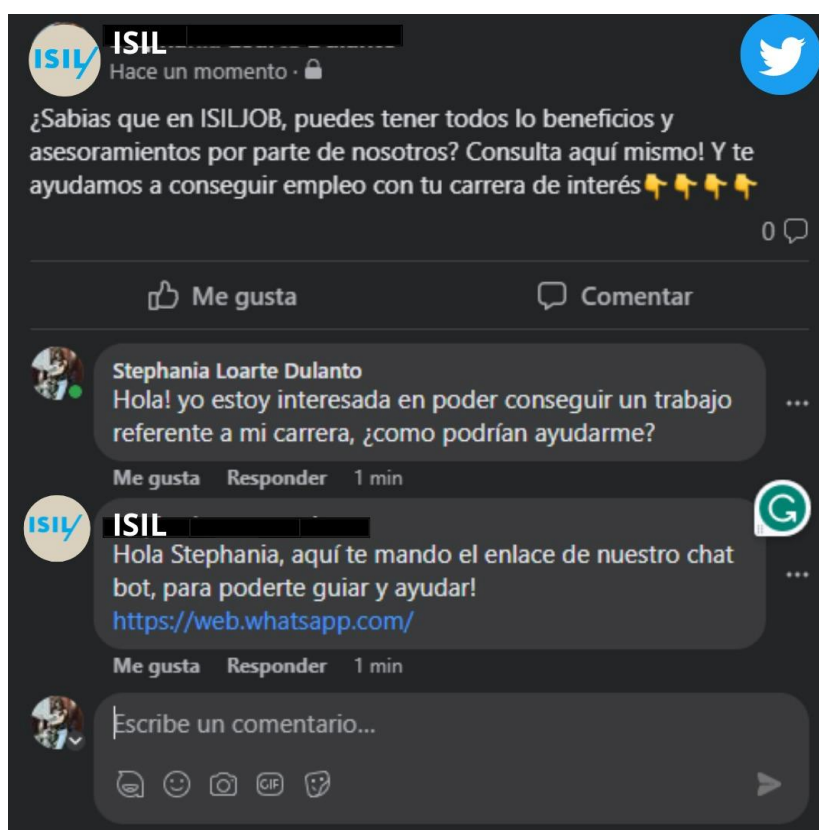 ISIL
ISIL
Hace un momento ·
¿Sabias que en ISILJOB, puedes tener todos lo beneficios y
asesoramientos por parte de nosotros? Consulta aquí mismo! Y te
ayudamos a conseguir empleo con tu carrera de interés👇👇👇👇
0
Me gusta Comentar
Stephania Loarte Dulanto
Hola! yo estoy interesada en poder conseguir un trabajo
referente a mi carrera, ¿como podrían ayudarme?
Me gusta Responder 1 min
ISIL
ISIL
Hola Stephania, aquí te mando el enlace de nuestro chat
bot, para poderte guiar y ayudar!
https://web.whatsapp.com/
Me gusta Responder 1 min
Escribe un comentario...
GIF